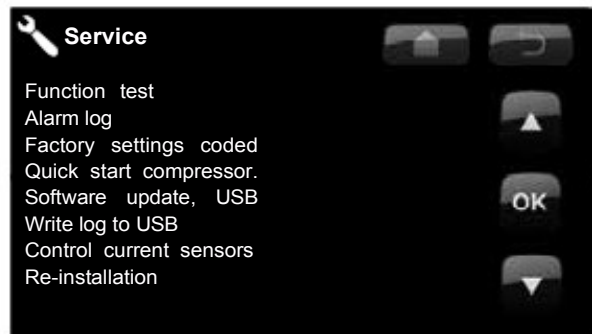 Service
Function test
Alarm log
Factory settings coded
Quick start compressor.
Software update, USB
Write log to USB
Control current sensors
Re-installation
OK